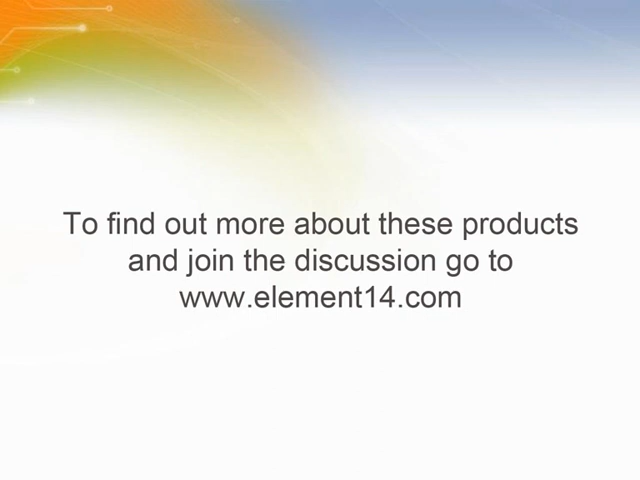 To find out more about these products
and join the discussion go to
www.element14.com